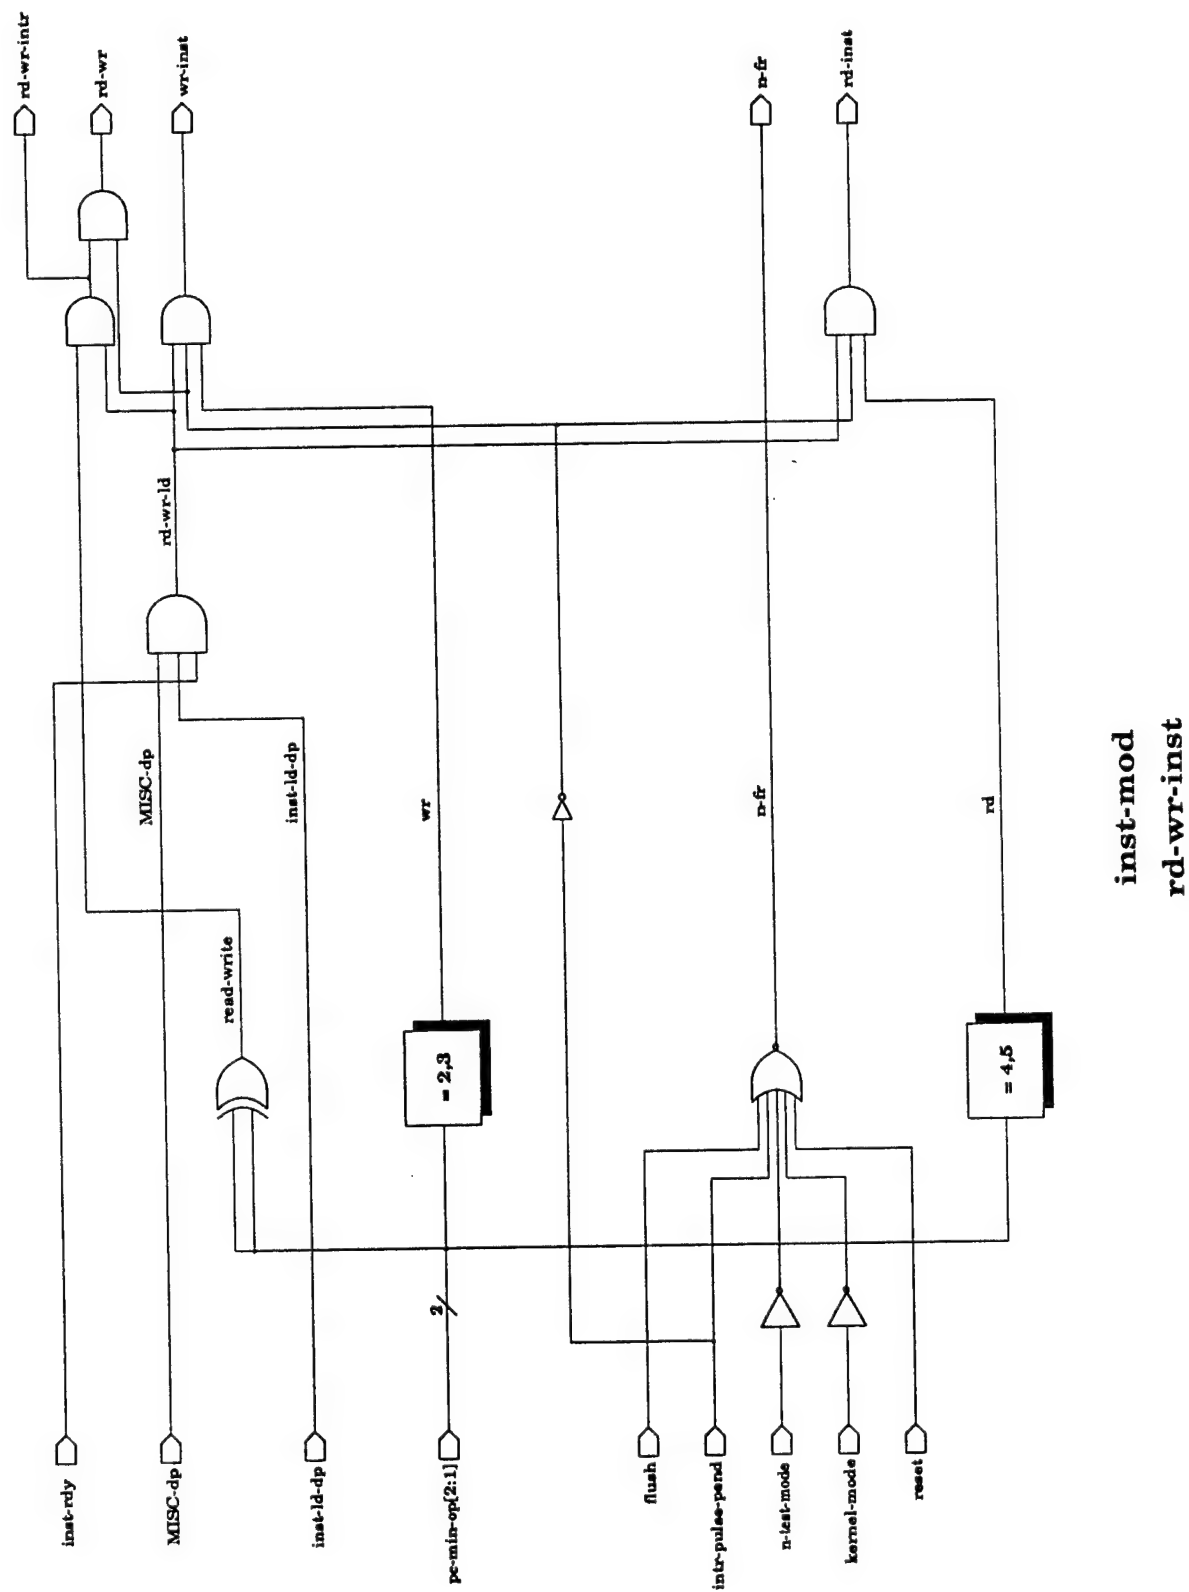 inst-rdy
MISC-dp
inst-ld-dp
pc-min-op[2:1]
flush
intr-pulse-pend
n-test-mode
kernel-mode
reset
2
read-write
= 2,3
= 4,5
MISC-dp
inst-ld-dp
wr
n-fr
rd
rd-wr-ld
rd-wr-intr
rd-wr
wr-inst
n-fr
rd-inst
inst-mod
rd-wr-inst